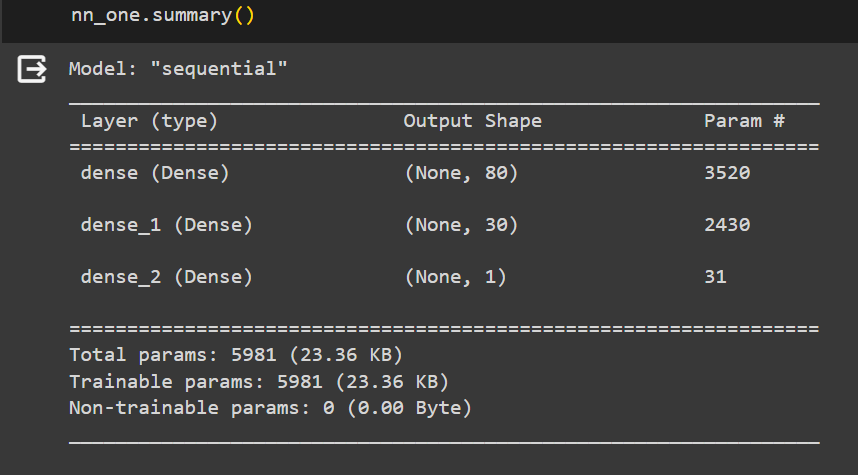 nn_one.summary()
Model: "sequential"
_________________________________________________________________
Layer (type) Output Shape Param #
=================================================================
dense (Dense) (None, 80) 3520
dense_1 (Dense) (None, 30) 2430
dense_2 (Dense) (None, 1) 31
=================================================================
Total params: 5981 (23.36 KB)
Trainable params: 5981 (23.36 KB)
Non-trainable params: 0 (0.00 Byte)
_________________________________________________________________